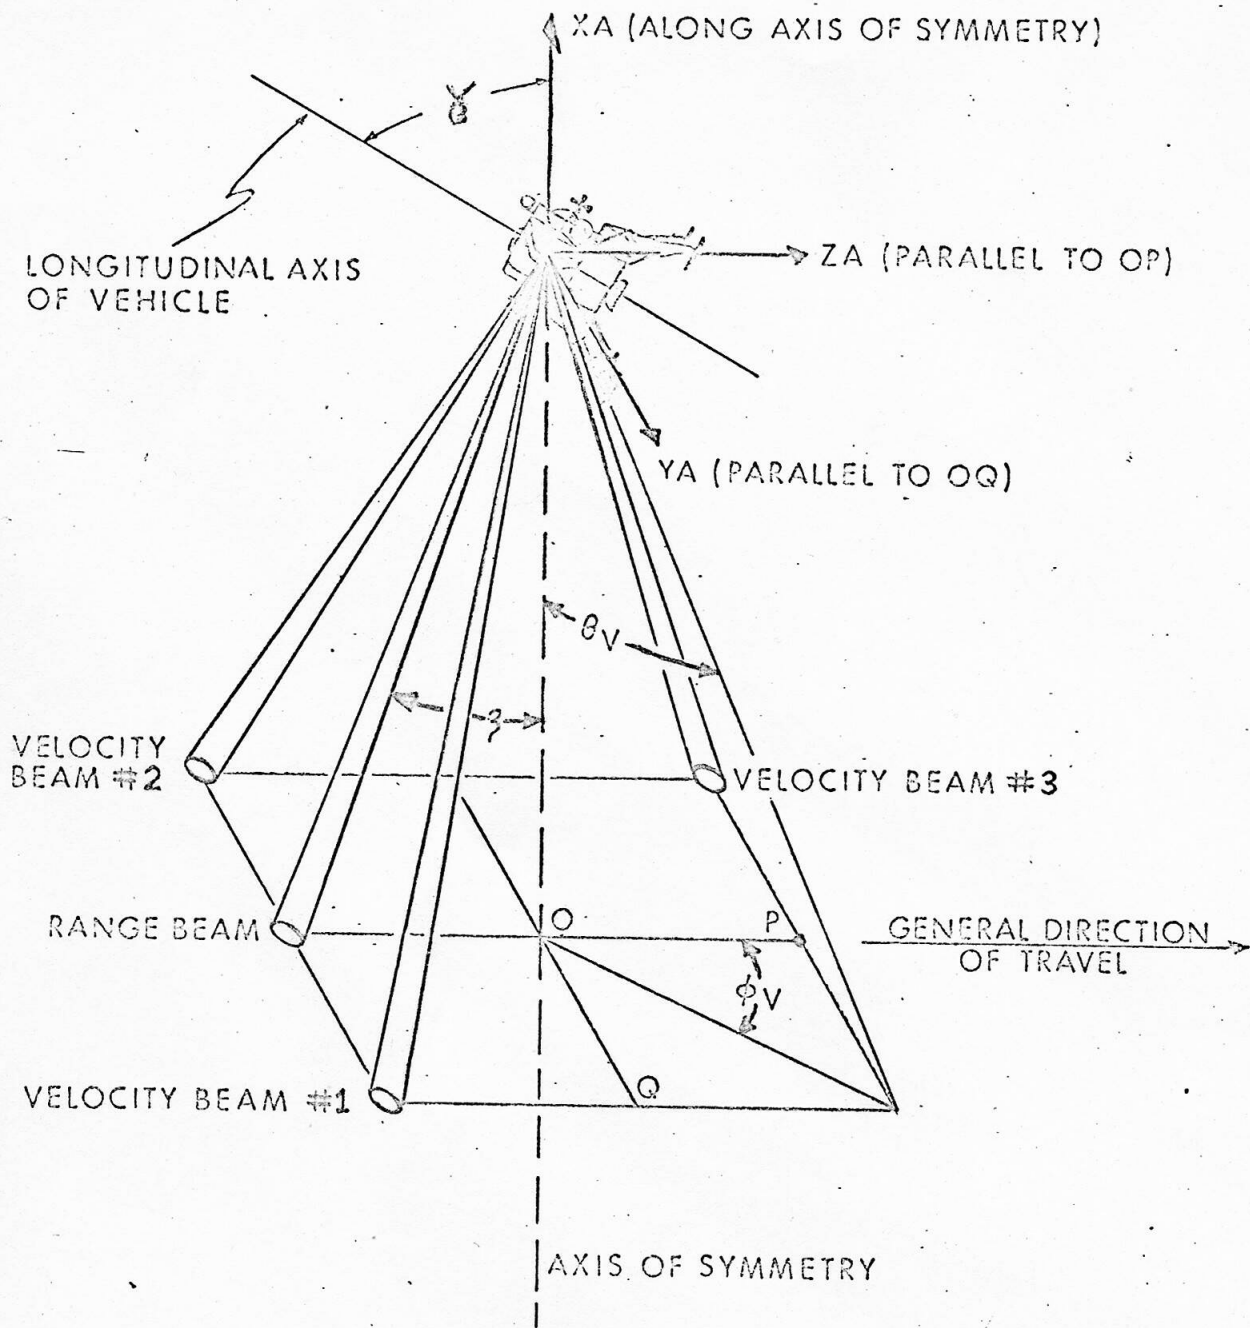 XA (ALONG AXIS OF SYMMETRY)
γ
LONGITUDINAL AXIS
OF VEHICLE
ZA (PARALLEL TO OP)
YA (PARALLEL TO OQ)
θV
ξ
VELOCITY
BEAM #2
VELOCITY BEAM #3
RANGE BEAM
O
P
GENERAL DIRECTION
OF TRAVEL
ϕV
VELOCITY BEAM #1
Q
AXIS OF SYMMETRY